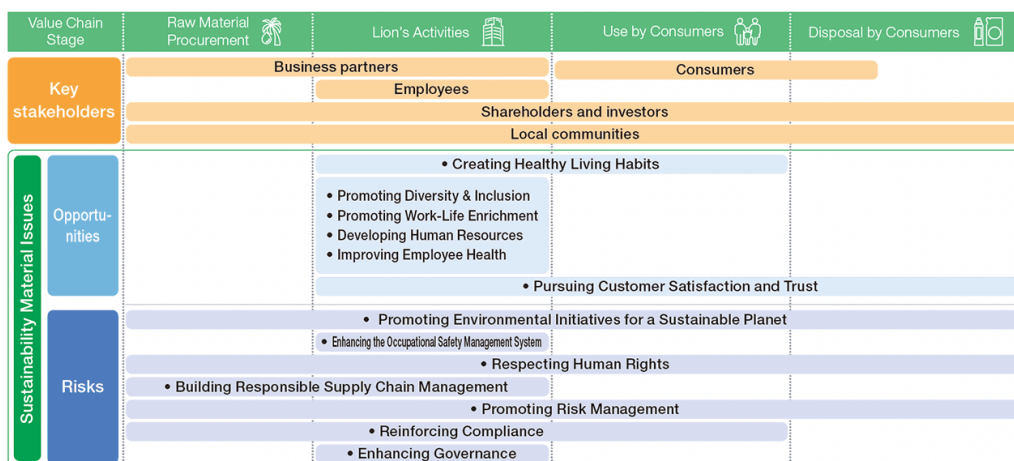 Value Chain
Stage
Raw Material
Procurement
Lion's Activities
Use by Consumers
Disposal by Consumers
Key
stakeholders
Business partners
Consumers
Employees
Shareholders and investors
Local communities
Sustainability Material Issues
Opportu-
nities
• Creating Healthy Living Habits
• Promoting Diversity & Inclusion
• Promoting Work-Life Enrichment
• Developing Human Resources
• Improving Employee Health
• Pursuing Customer Satisfaction and Trust
Risks
• Promoting Environmental Initiatives for a Sustainable Planet
• Enhancing the Occupational Safety Management System
• Respecting Human Rights
• Building Responsible Supply Chain Management
• Promoting Risk Management
• Reinforcing Compliance
• Enhancing Governance